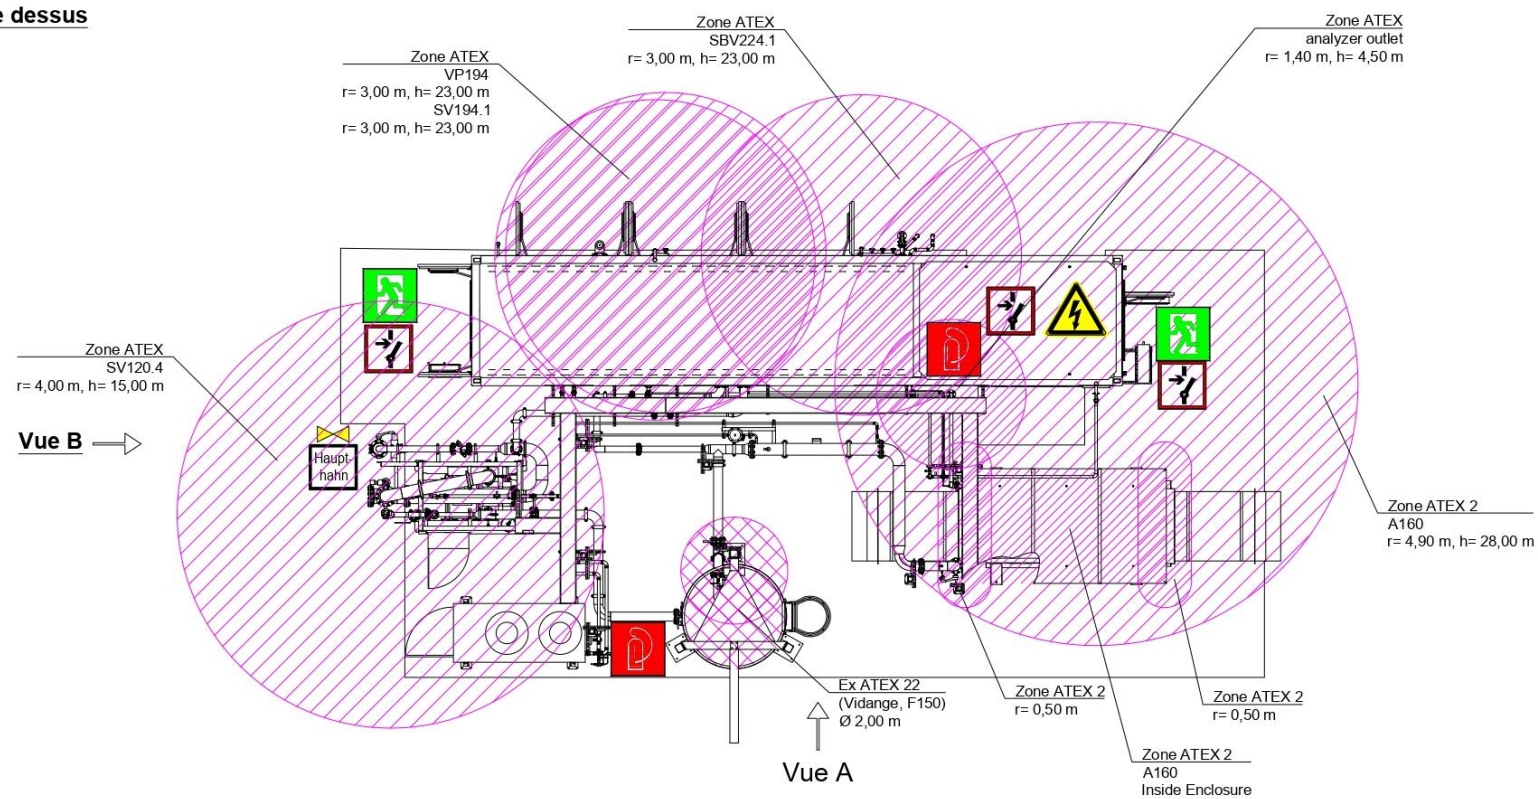 e dessus
Zone ATEX
SBV224.1
r= 3,00 m, h= 23,00 m
Zone ATEX
analyzer outlet
r= 1,40 m, h= 4,50 m
Zone ATEX
VP194
r= 3,00 m, h= 23,00 m
SV194.1
r= 3,00 m, h= 23,00 m
Zone ATEX
SV120.4
r= 4,00 m, h= 15,00 m
Vue B
Haupt-
hahn
Zone ATEX 2
A160
r= 4,90 m, h= 28,00 m
Ex ATEX 22
(Vidange, F150)
Ø 2,00 m
Zone ATEX 2
r= 0,50 m
Zone ATEX 2
r= 0,50 m
Vue A
Zone ATEX 2
A160
Inside Enclosure